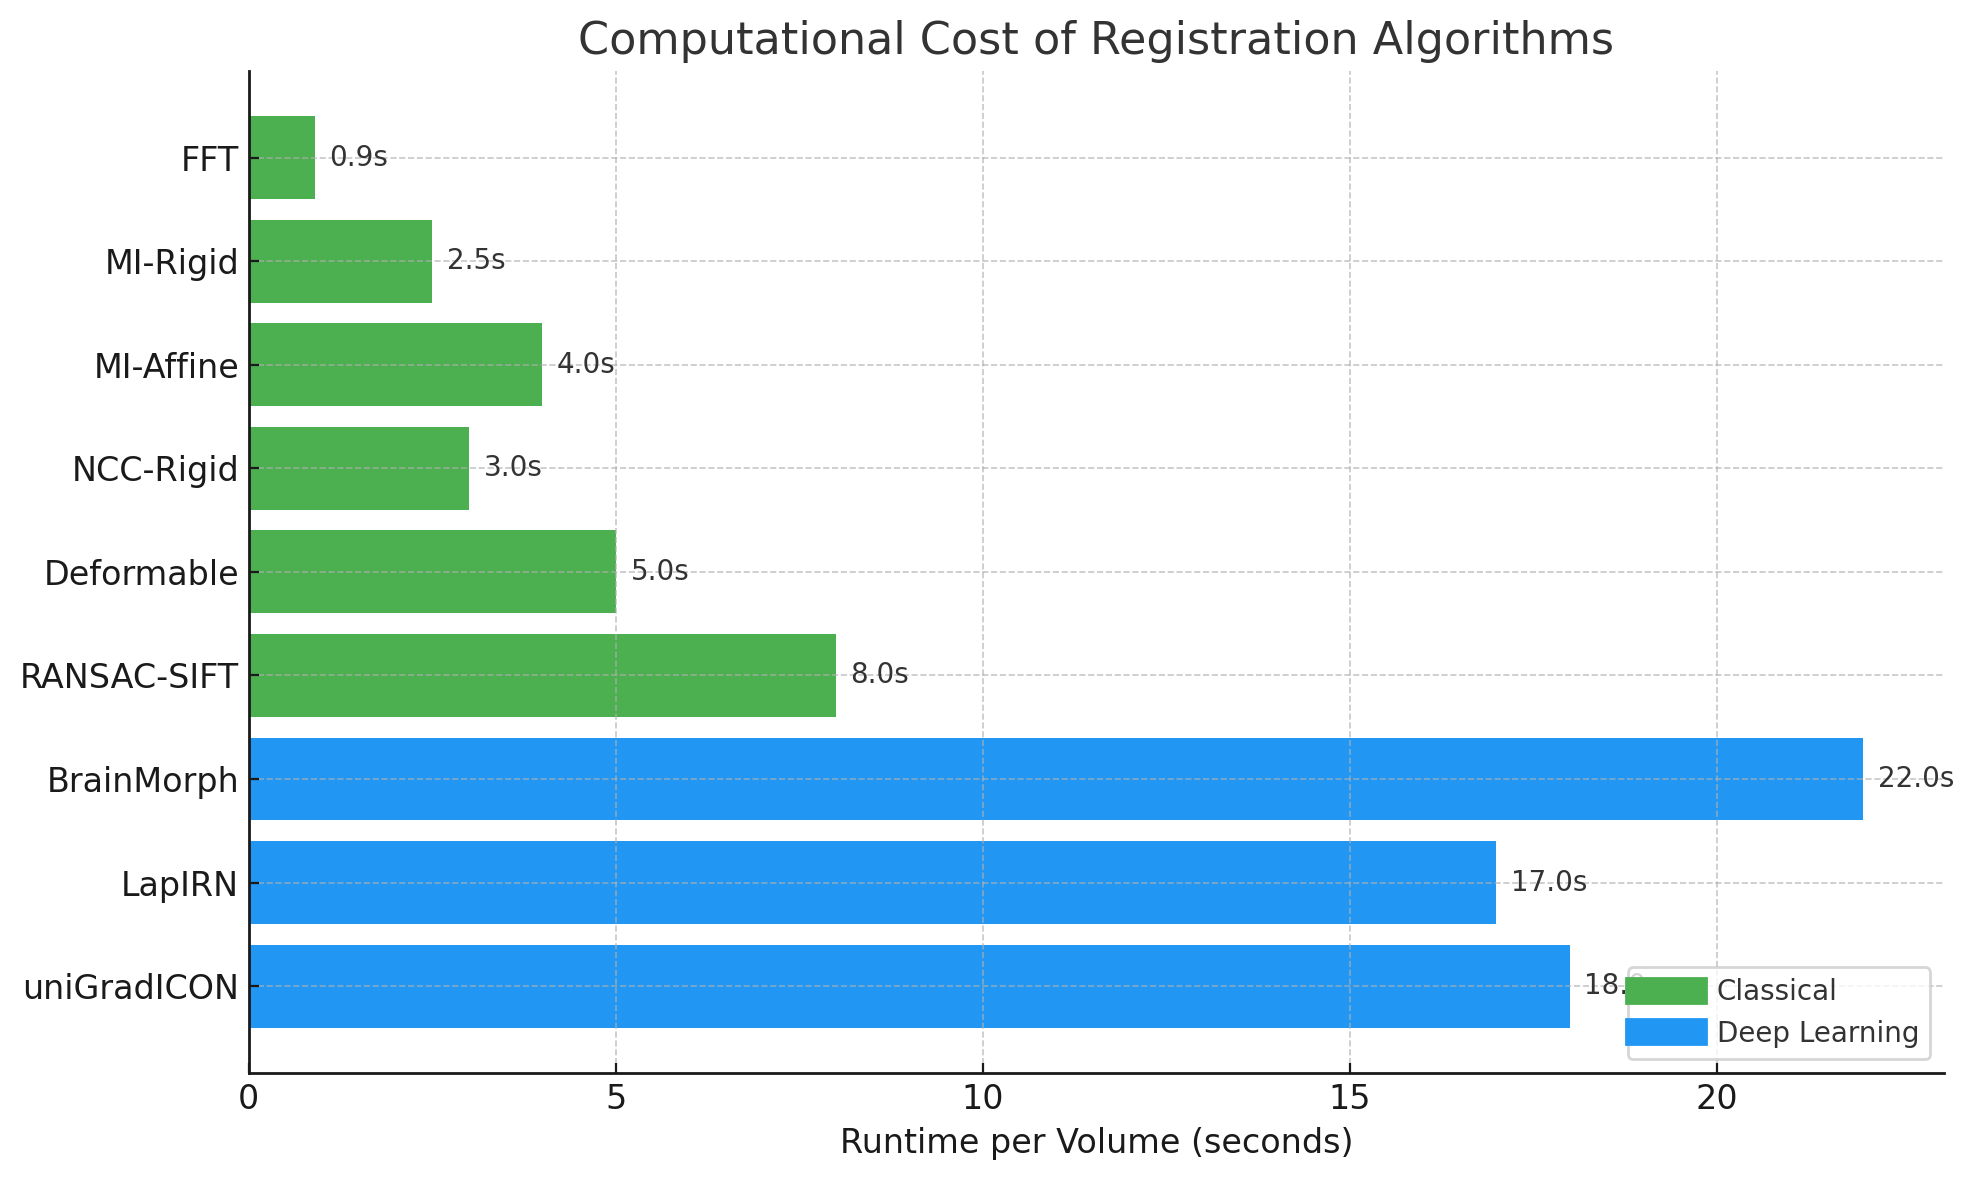 Computational Cost of Registration Algorithms
FFT 0.9s
MI-Rigid 2.5s
MI-Affine 4.0s
NCC-Rigid 3.0s
Deformable 5.0s
RANSAC-SIFT 8.0s
BrainMorph 22.0s
LapIRN 17.0s
uniGradICON
Classical
Deep Learning
0 5 10 15 20
Runtime per Volume (seconds)